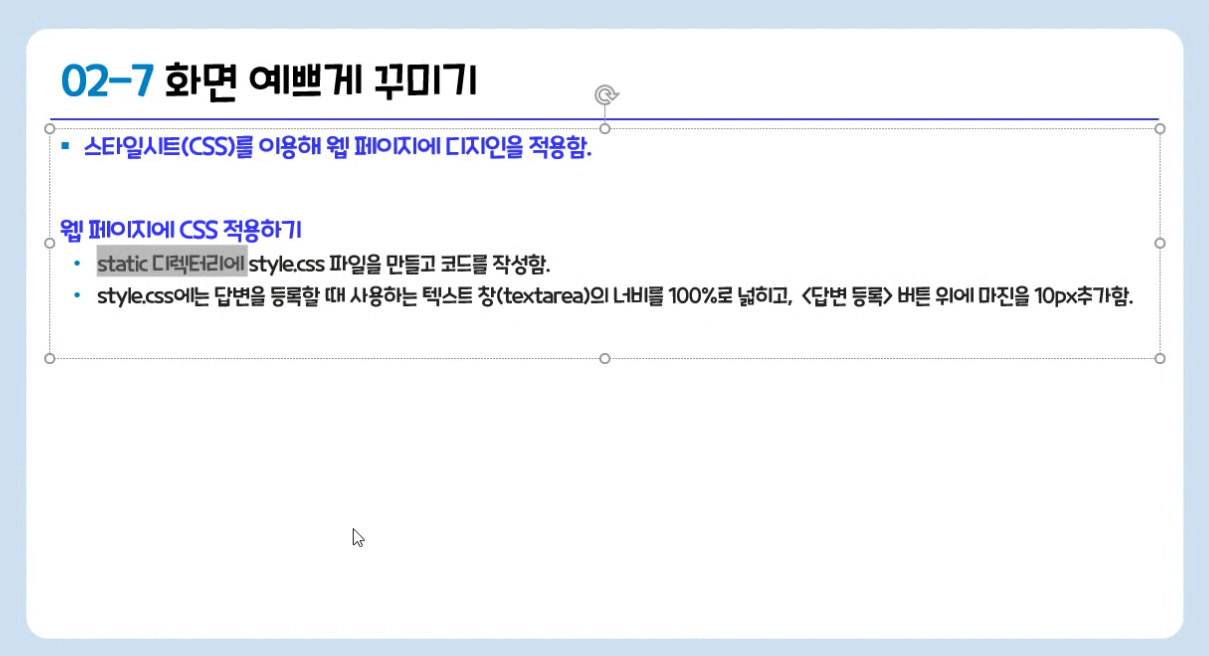 02-7 화면 예쁘게 꾸미기
▪ 스타일시트(CSS)를 이용해 웹 페이지에 디자인을 적용함.
웹 페이지에 CSS 적용하기
• static 디렉터리에 style.css 파일을 만들고 코드를 작성함.
• style.css에는 답변을 등록할 때 사용하는 텍스트 창(textarea)의 너비를 100%로 넓히고, <답변 등록> 버튼 위에 마진을 10px추가함.